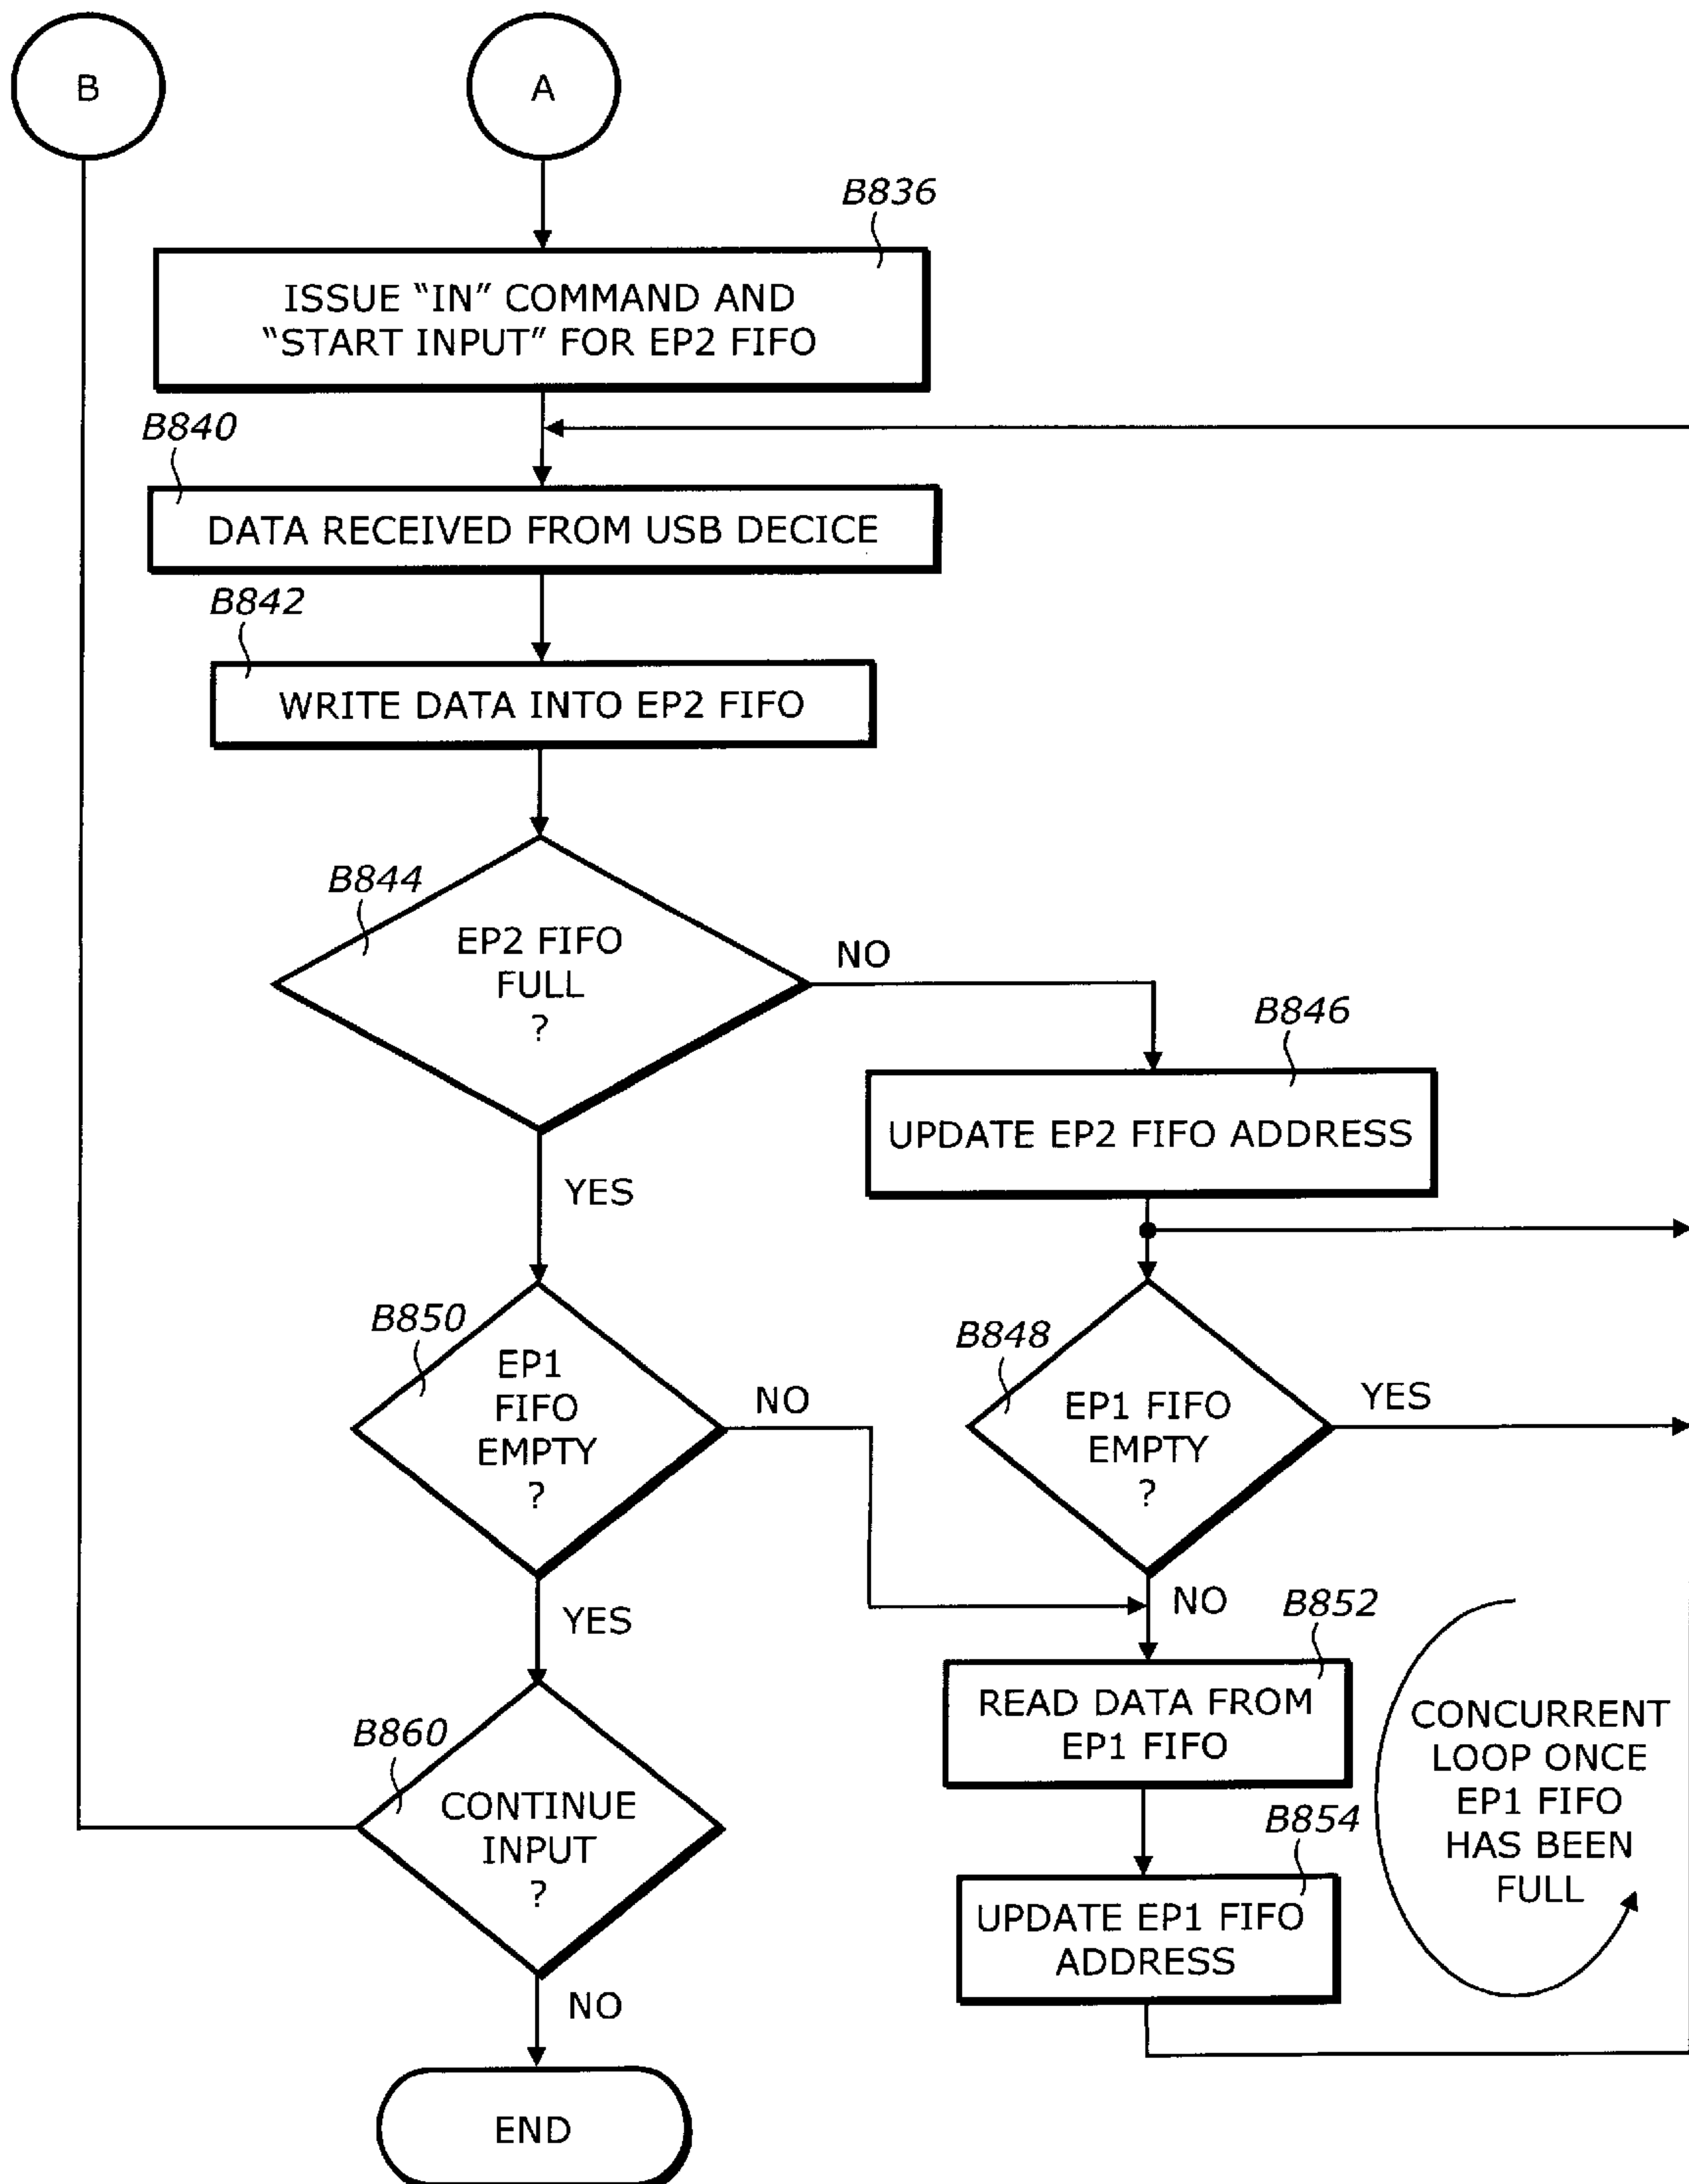 B
A
B836
ISSUE “IN” COMMAND AND
“START INPUT” FOR EP2 FIFO
B840
DATA RECEIVED FROM USB DECICE
B842
WRITE DATA INTO EP2 FIFO
B844
EP2 FIFO
FULL
?
NO
B846
UPDATE EP2 FIFO ADDRESS
YES
B850
EP1
FIFO
EMPTY
?
NO
B848
EP1 FIFO
EMPTY
?
YES
NO
YES
B852
READ DATA FROM
EP1 FIFO
CONCURRENT
LOOP ONCE
EP1 FIFO
HAS BEEN
FULL
B860
CONTINUE
INPUT
?
B854
UPDATE EP1 FIFO
ADDRESS
NO
END